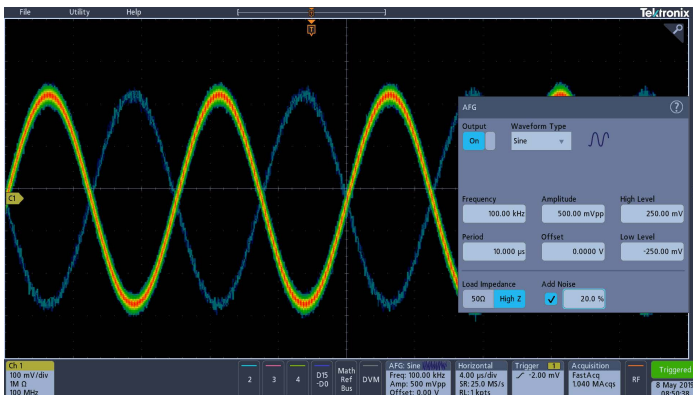 File Utility Help Tektronix
T
C1
AFG ?
Output Waveform Type
On Sine
Frequency Amplitude High Level
100.00 kHz 500.00 mVpp 250.00 mV
Period Offset Low Level
10.000 µs 0.0000 V -250.00 mV
Load Impedance Add Noise
50Ω High Z 20.0 %
Ch 1
100 mV/div
1M Ω
100 MHz
2 3 4 D15 -D0 Math Ref Bus DVM
AFG: Sine
Freq: 100.00 kHz
Amp: 500 mVpp
Offset: 0.00 V
Horizontal
4.00 µs/div
SR: 25.0 MS/s
RL: 1 kpts
Trigger 1
-2.00 mV
Acquisition
FastAcq
1.040 MAcqs
RF
Triggered
8 May 2019
08:50:38